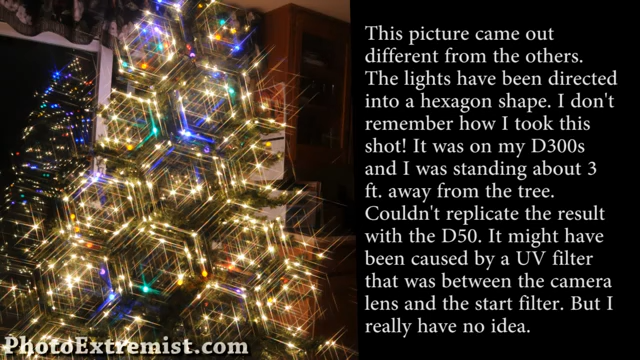 This picture came out
different from the others.
The lights have been directed
into a hexagon shape. I don't
remember how I took this
shot! It was on my D300s
and I was standing about 3
ft. away from the tree.
Couldn't replicate the result
with the D50. It might have
been caused by a UV filter
that was between the camera
lens and the start filter. But I
really have no idea.
PhotoExtremist.com